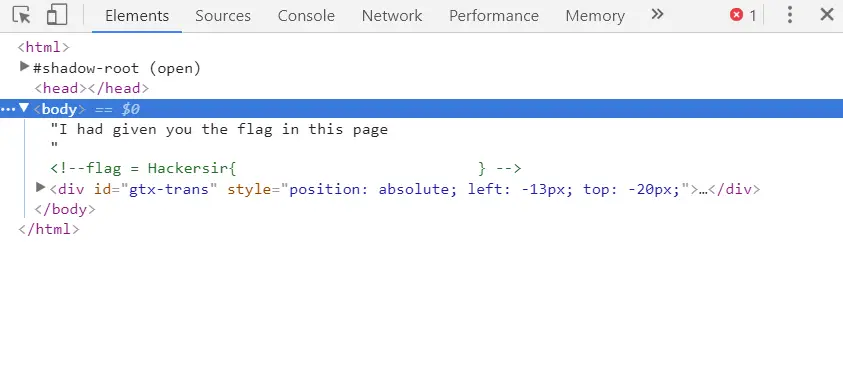 Elements Sources Console Network Performance Memory » 1
<html>
▶#shadow-root (open)
<head></head>
…▼<body> == $0
"I had given you the flag in this page
"
<!--flag = Hackersir{                           } -->
▶<div id="gtx-trans" style="position: absolute; left: -13px; top: -20px;">…</div>
</body>
</html>